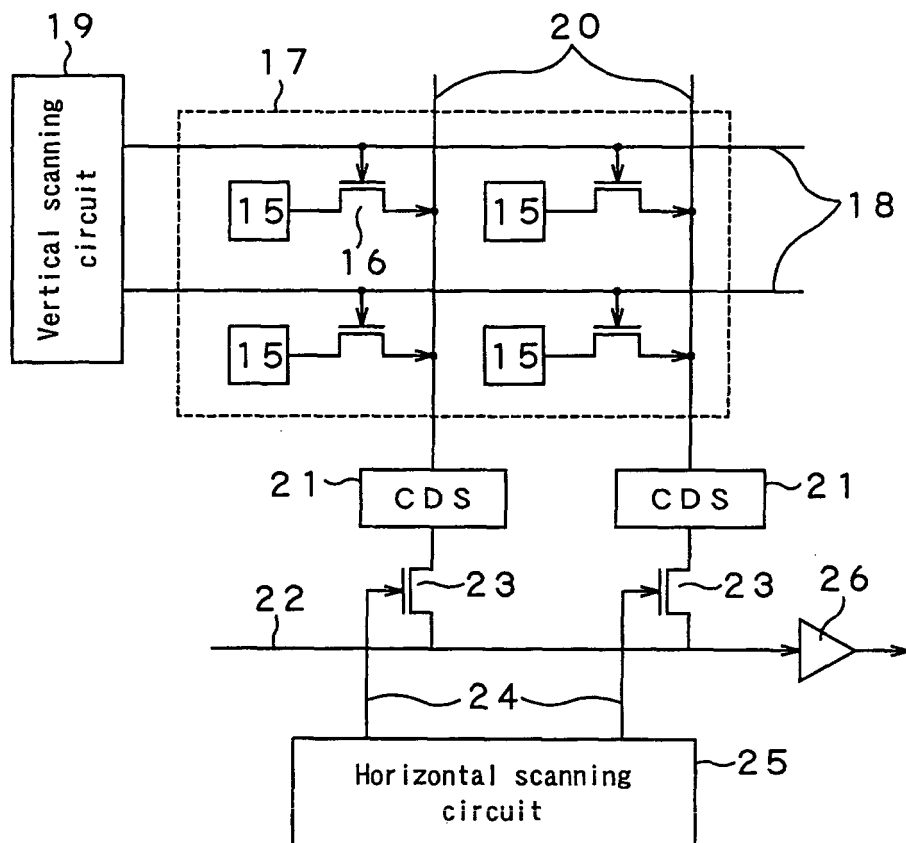 19
20
17
Vertical scanning
circuit
15
15
16
18
15
15
21
CDS
CDS
21
22
23
23
26
24
Horizontal scanning
circuit
25